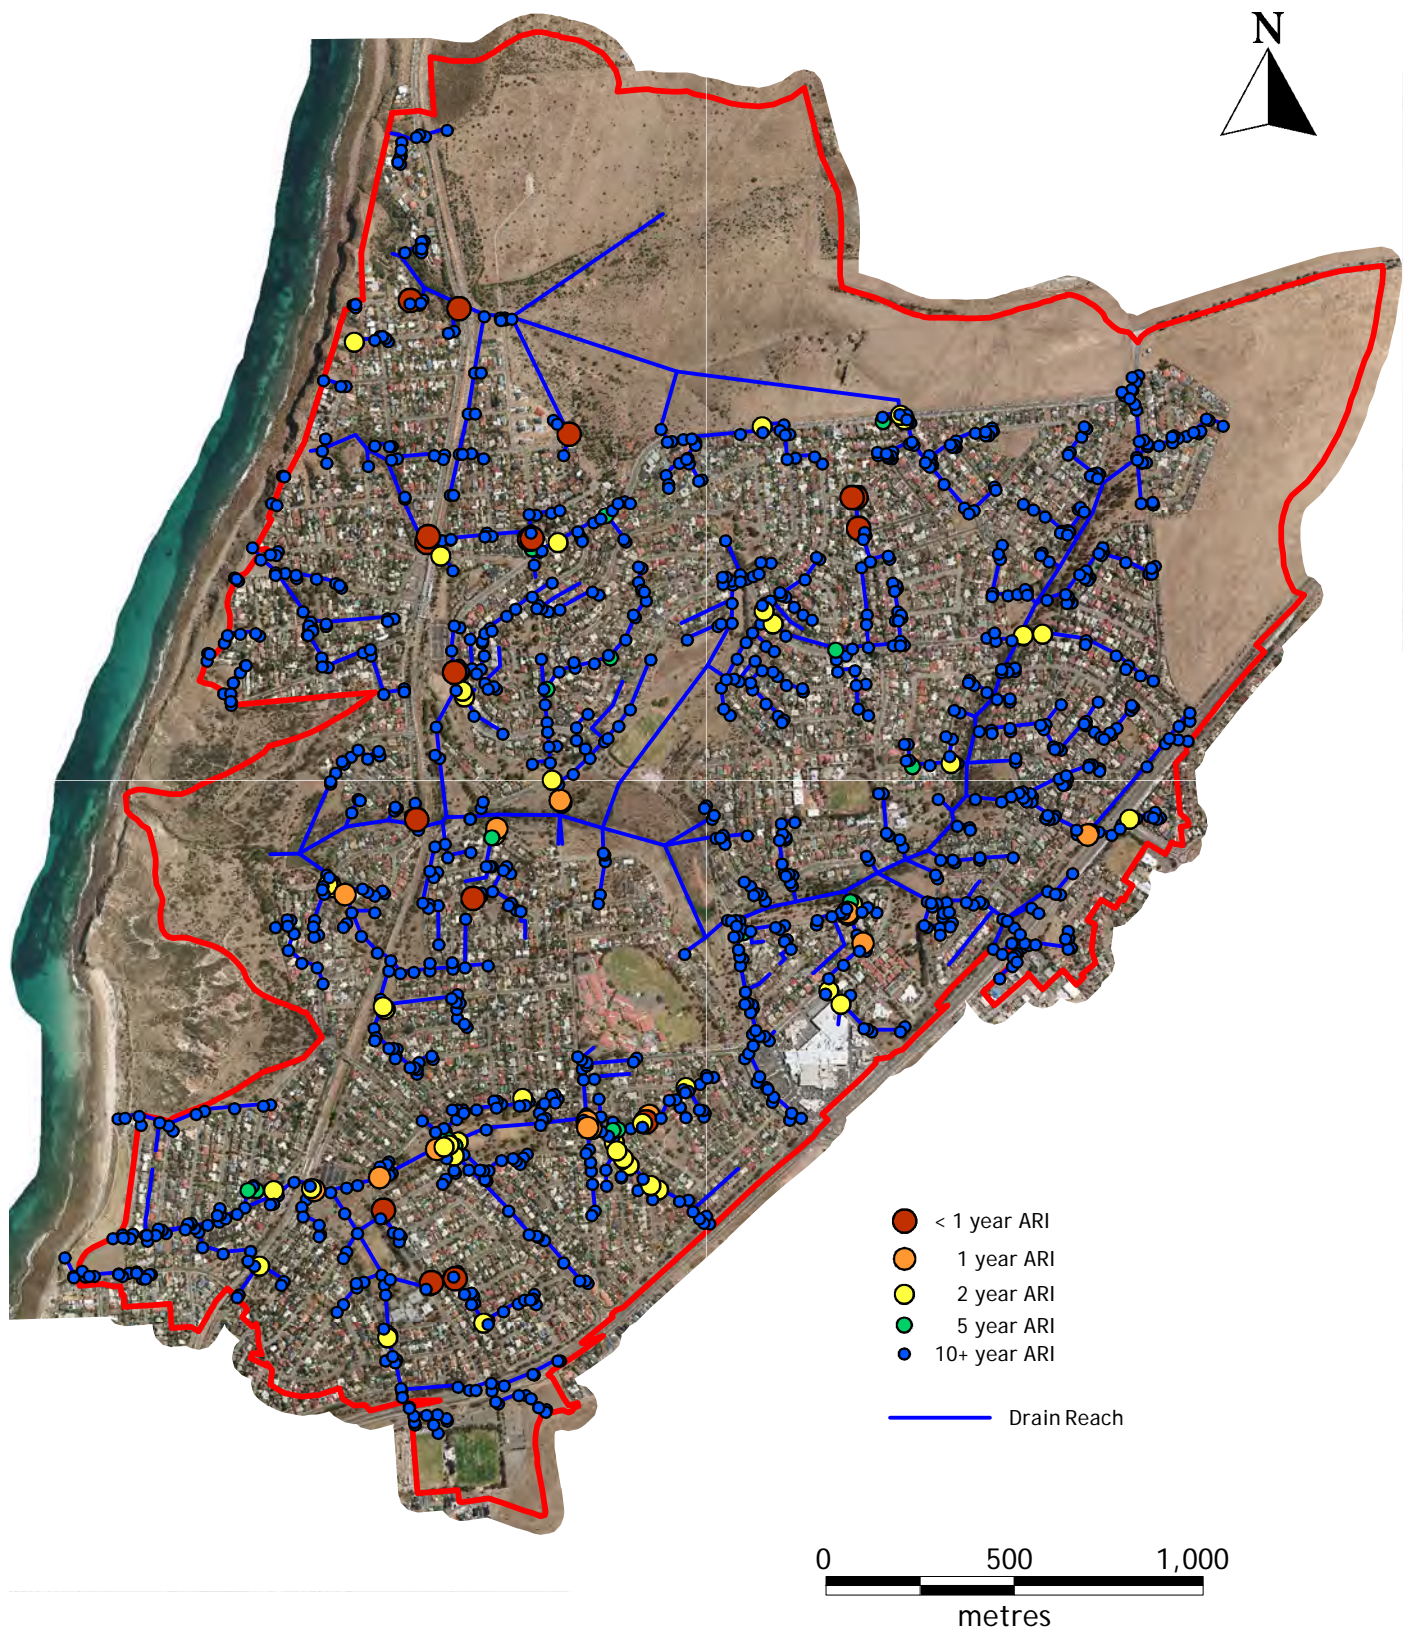 N
< 1 year ARI
1 year ARI
2 year ARI
5 year ARI
10+ year ARI
Drain Reach
0 500 1,000
metres